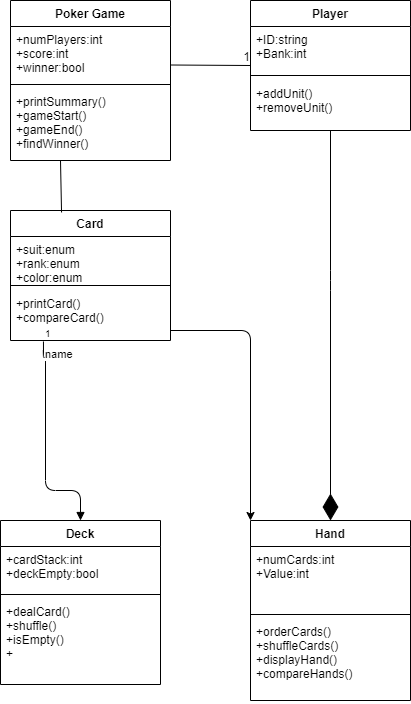 Poker Game
+numPlayers:int
+score:int
+winner:bool
+printSummary()
+gameStart()
+gameEnd()
+findWinner()
1
Player
+ID:string
+Bank:int
+addUnit()
+removeUnit()
Card
+suit:enum
+rank:enum
+color:enum
+printCard()
+compareCard()
1
name
Deck
+cardStack:int
+deckEmpty:bool
+dealCard()
+shuffle()
+isEmpty()
+
Hand
+numCards:int
+Value:int
+orderCards()
+shuffleCards()
+displayHand()
+compareHands()